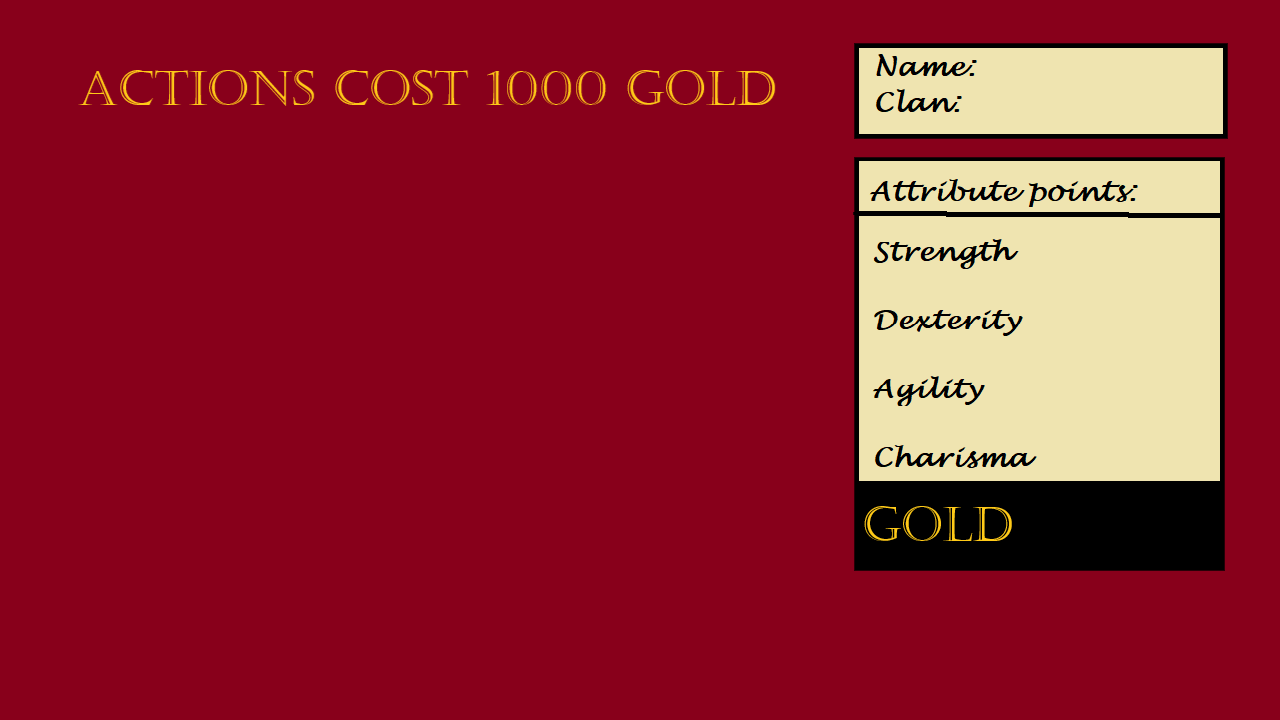 ACTIONS COST 1000 GOLD
Name:
Clan:
Attribute points:
Strength
Dexterity
Agility
Charisma
GOLD